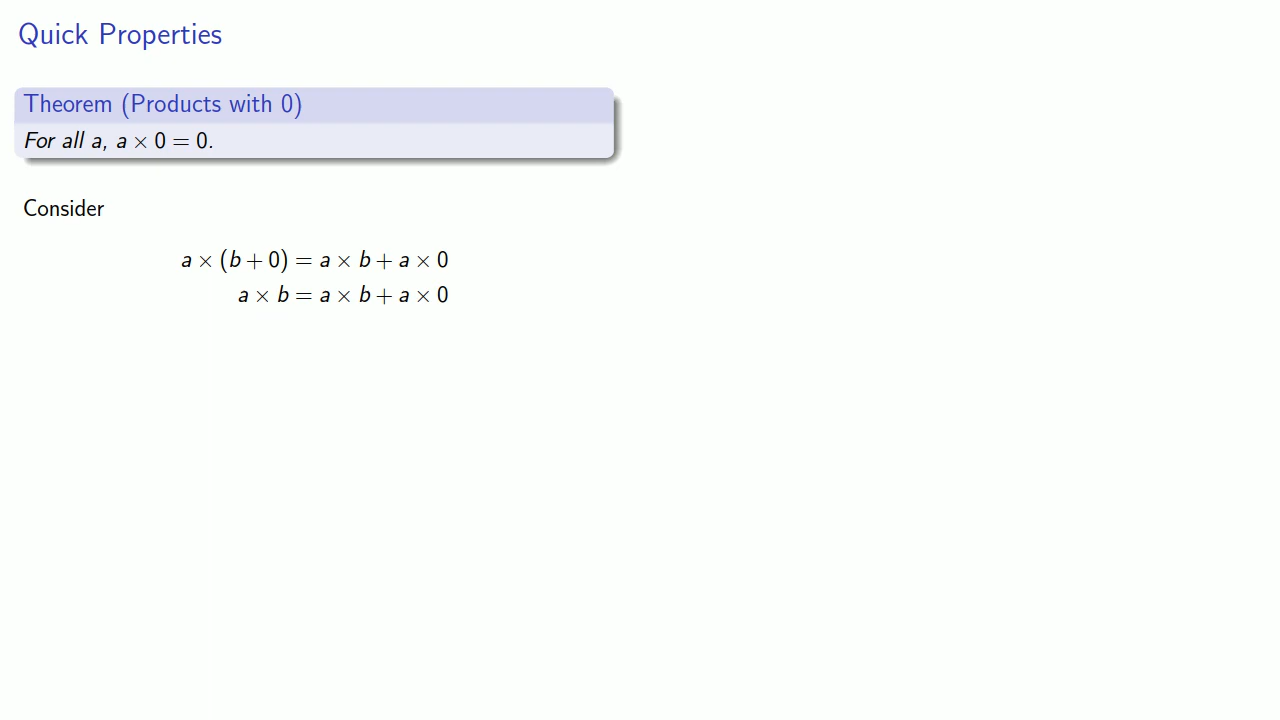 Quick Properties
Theorem (Products with 0)
For all a, a × 0 = 0.
Consider
a × (b + 0) = a × b + a × 0
a × b = a × b + a × 0